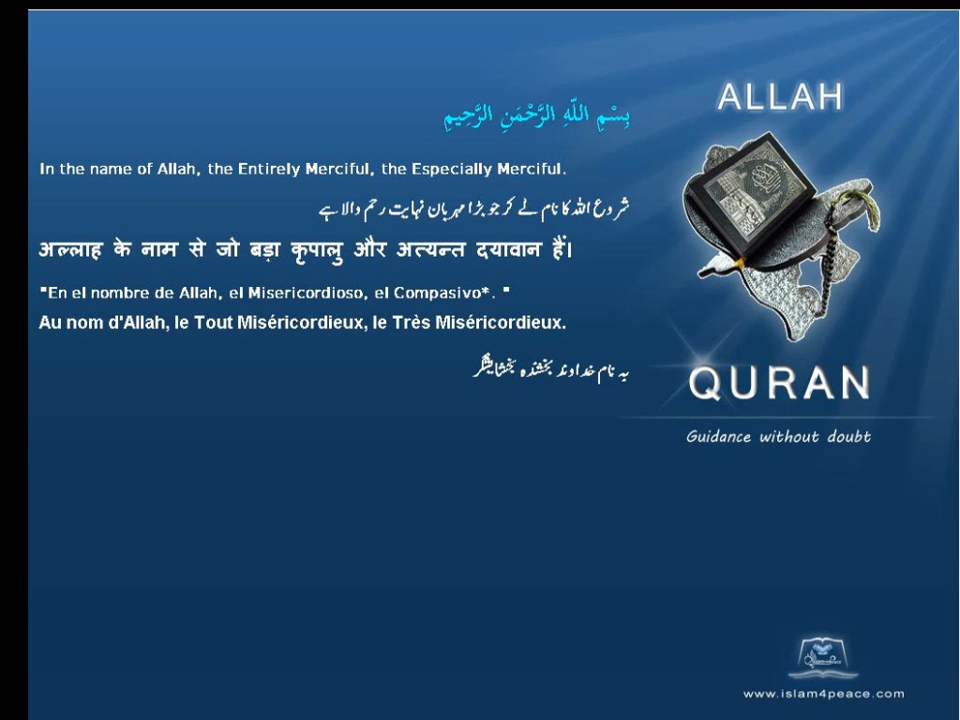 بِسْمِ اللَّهِ الرَّحْمَنِ الرَّحِيمِ
In the name of Allah, the Entirely Merciful, the Especially Merciful.
شروع الله کا نام لے کر جو بڑا مہربان نہایت رحم والا ہے
अल्लाह के नाम से जो बड़ा कृपालु और अत्यन्त दयावान हैं।
"En el nombre de Allah, el Misericordioso, el Compasivo*. "
Au nom d'Allah, le Tout Miséricordieux, le Très Miséricordieux.
به نام خداوند بخشنده بخشایشگر
ALLAH
QURAN
Guidance without doubt
www.islam4peace.com